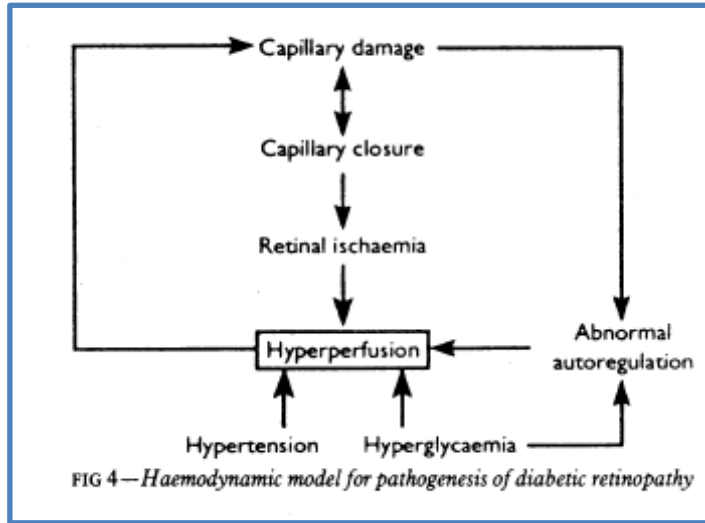 Capillary damage
Capillary closure
Retinal ischaemia
Hyperperfusion
Abnormal
autoregulation
Hypertension
Hyperglycaemia
FIG 4—Haemodynamic model for pathogenesis of diabetic retinopathy